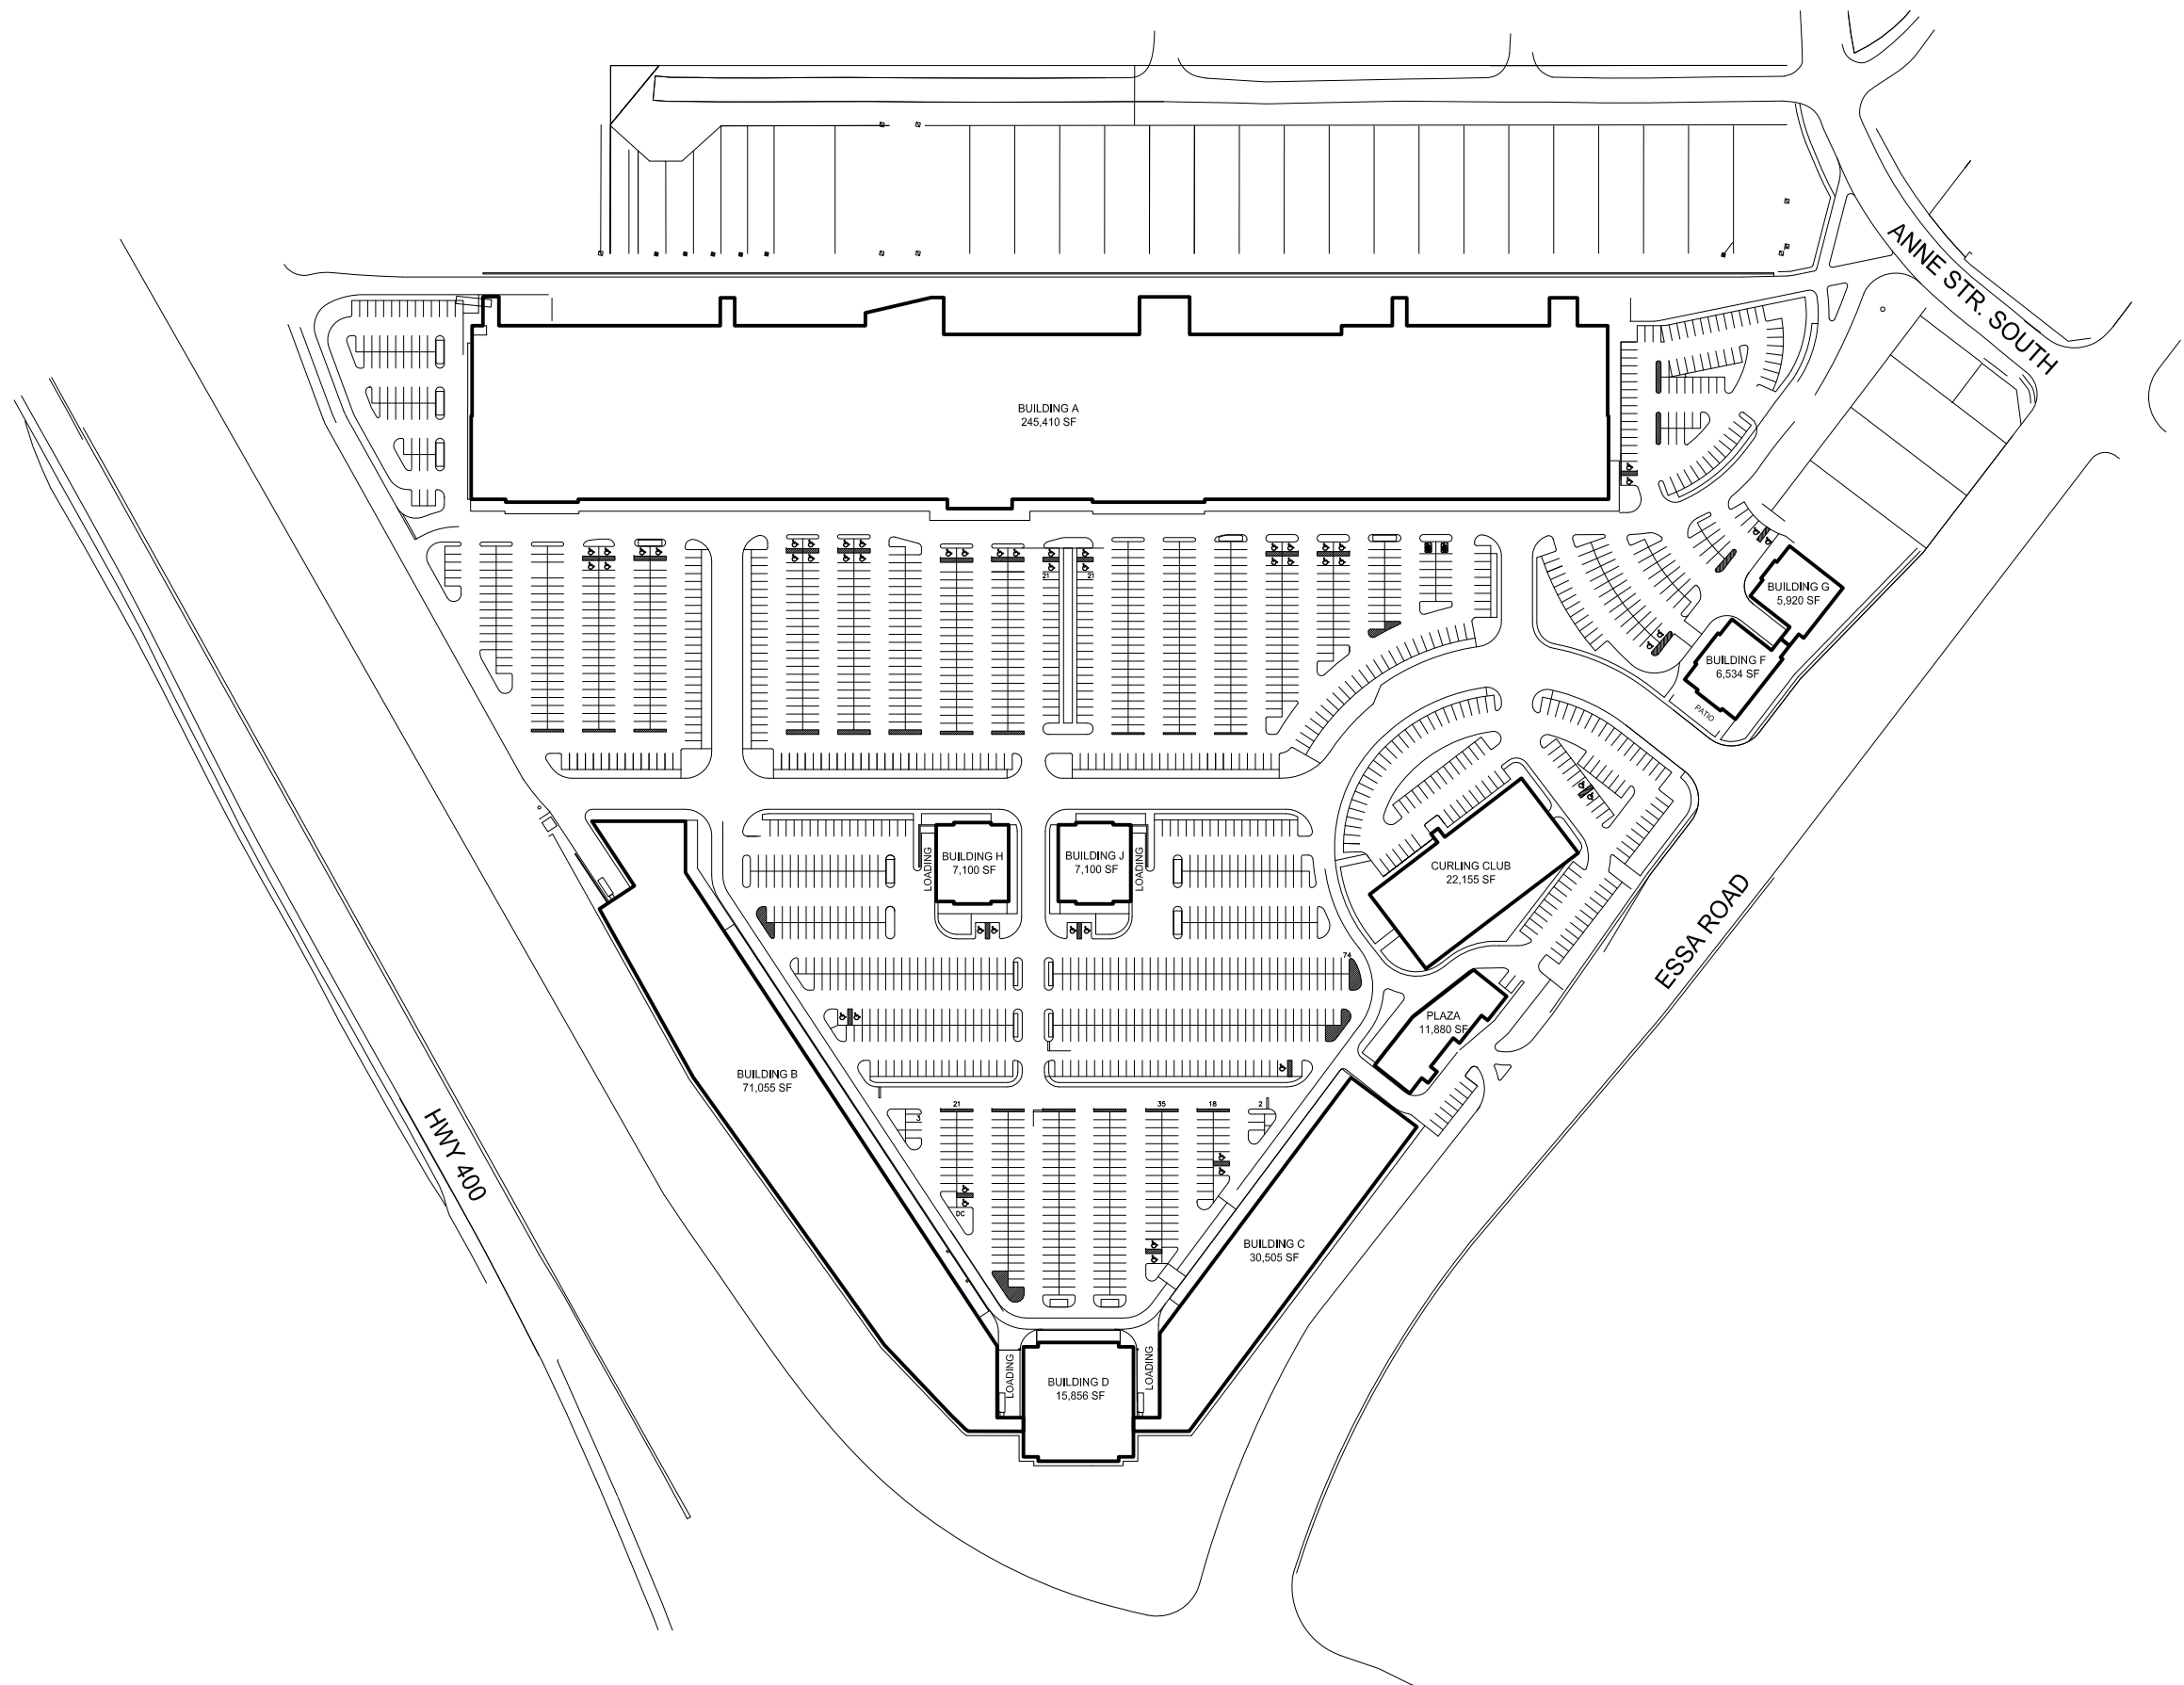 ANNE STR. SOUTH
BUILDING A
245,410 SF
21
21
BUILDING G
5,920 SF
BUILDING F
6,534 SF
PATIO
LOADING
BUILDING H
7,100 SF
BUILDING J
7,100 SF
LOADING
CURLING CLUB
22,155 SF
ESSA ROAD
74
PLAZA
11,880 SF
BUILDING B
71,055 SF
HWY 400
3
21
35
18
2
DC
BUILDING C
30,505 SF
LOADING
BUILDING D
15,856 SF
LOADING